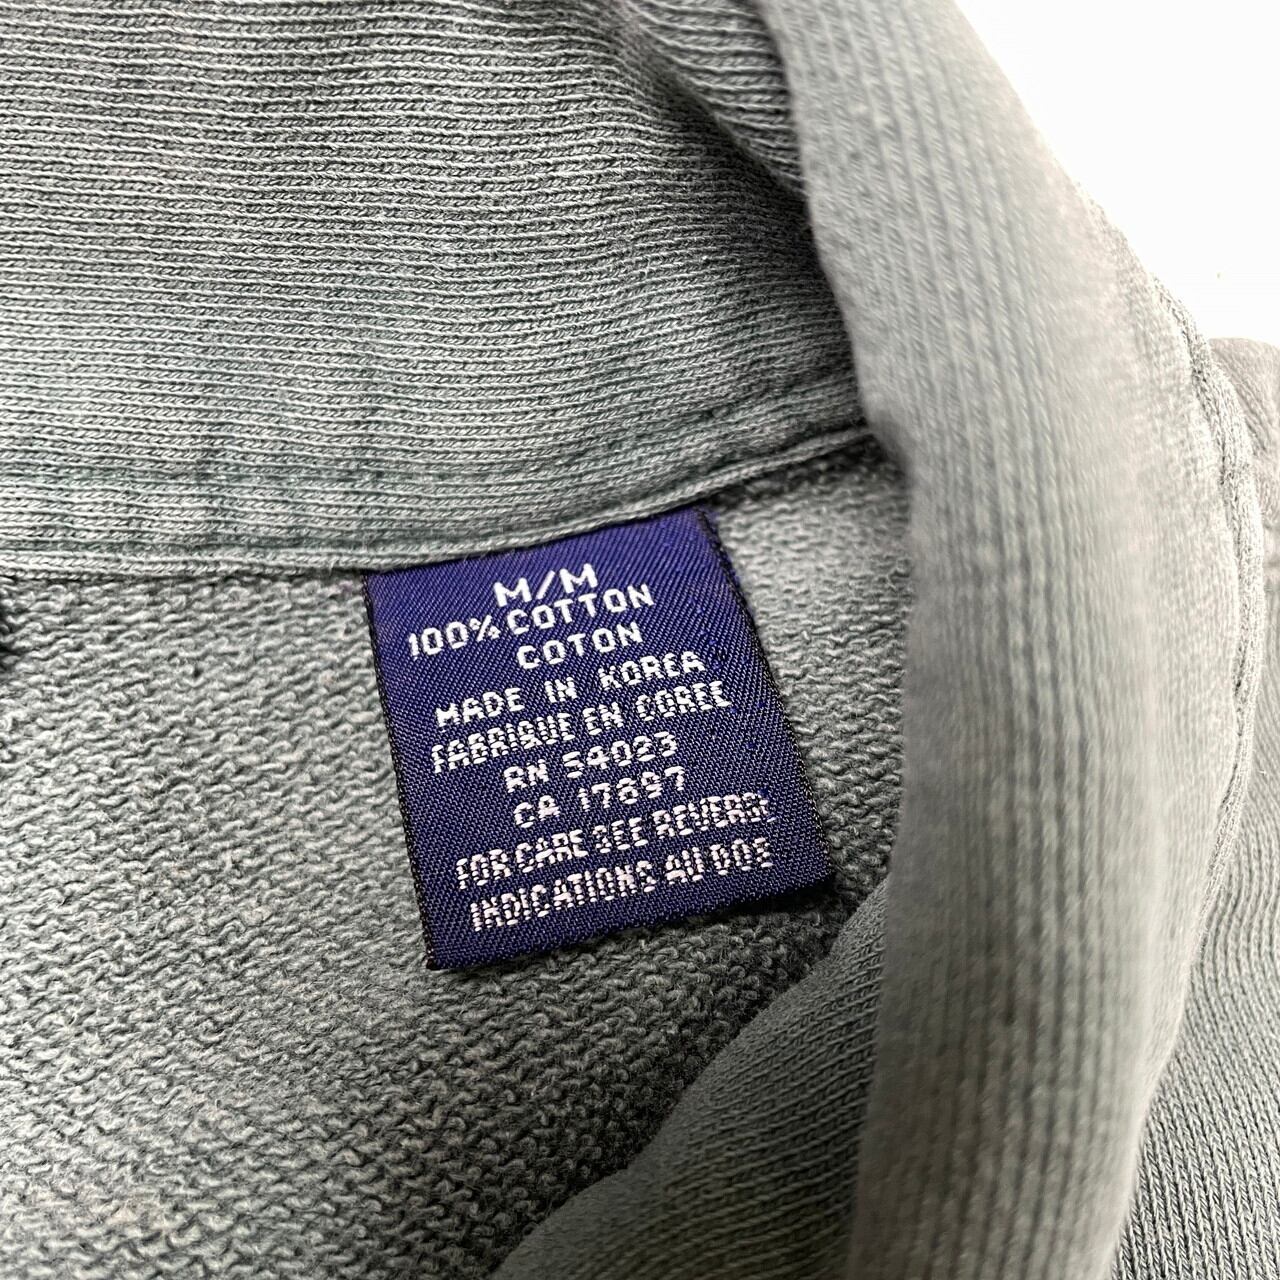 M/M
100% COTTON
COTON
MADE IN KOREA
FABRIQUE EN COREE
RN 54023
CA 17897
FOR CARE SEE REVERSE
INDICATIONS AU DOS